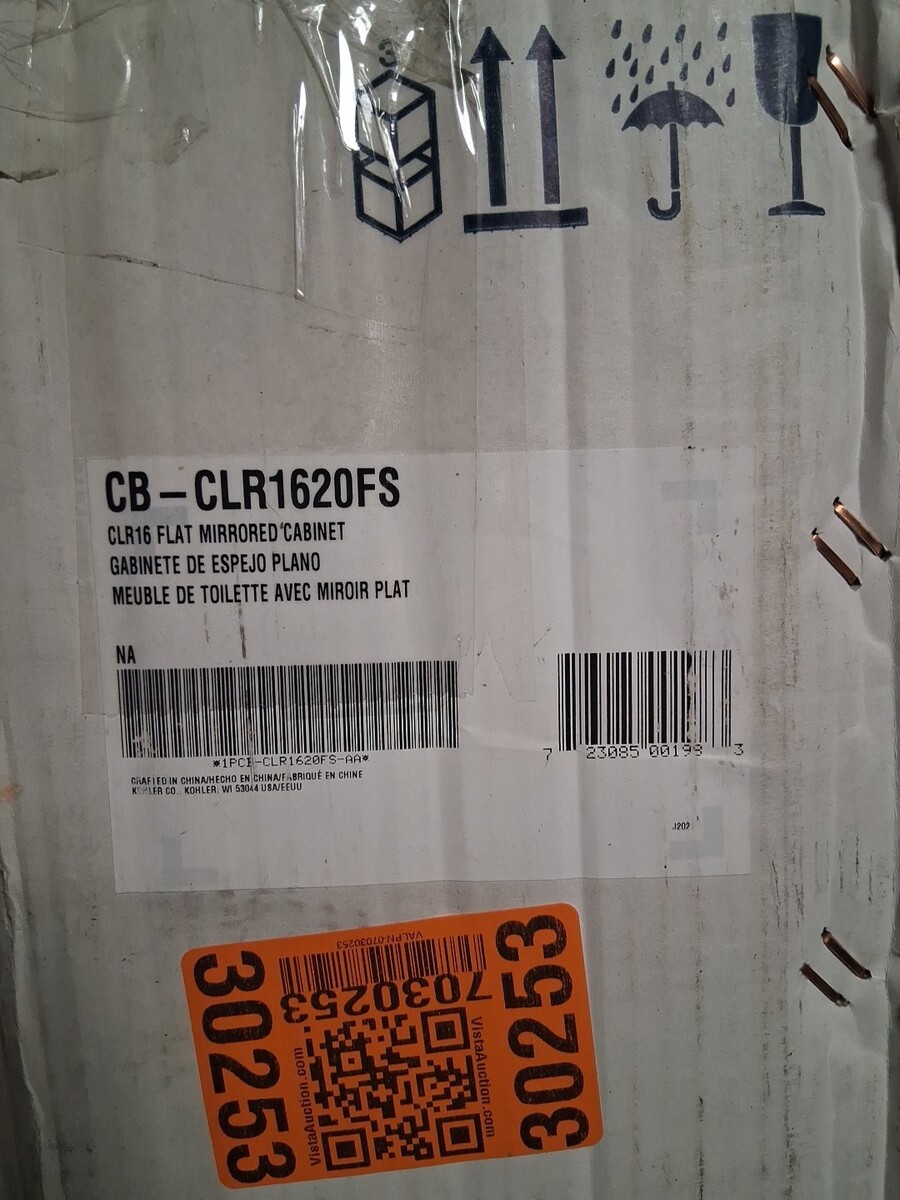 3
CB – CLR1620FS
CLR16 FLAT MIRRORED CABINET
GABINETE DE ESPEJO PLANO
MEUBLE DE TOILETTE AVEC MIROIR PLAT
NA
*1PCB-CLR1620FS-AA*
7 23085 00198 3
CRAFTED IN CHINA/HECHO EN CHINA/FABRIQUÉ EN CHINE
KOHLER CO., KOHLER, WI 53044 USA/EEUU
J202
30253
VistaAuction.com
VALPN-07030253
7030253
VistaAuction.com
30253